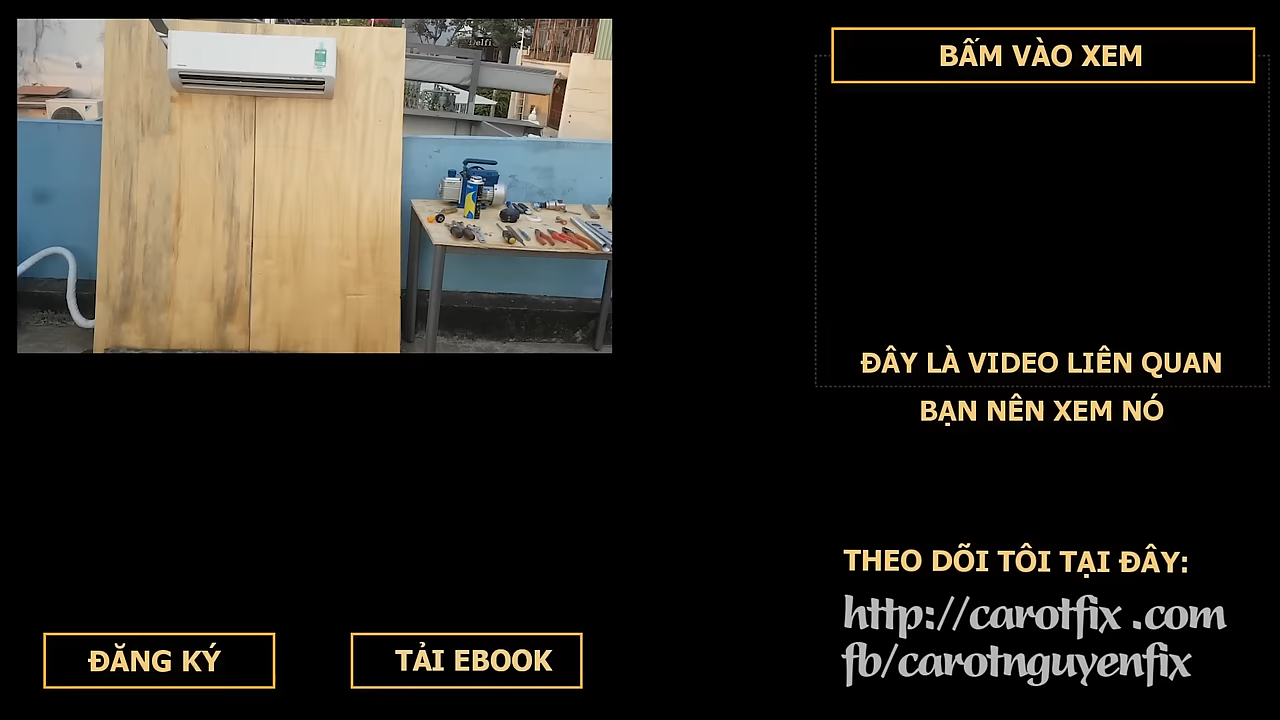 Delfi
BẤM VÀO XEM
ĐÂY LÀ VIDEO LIÊN QUAN
BẠN NÊN XEM NÓ
THEO DÕI TÔI TẠI ĐÂY:
http://carotfix .com
fb/carotnguyenfix
ĐĂNG KÝ
TẢI EBOOK